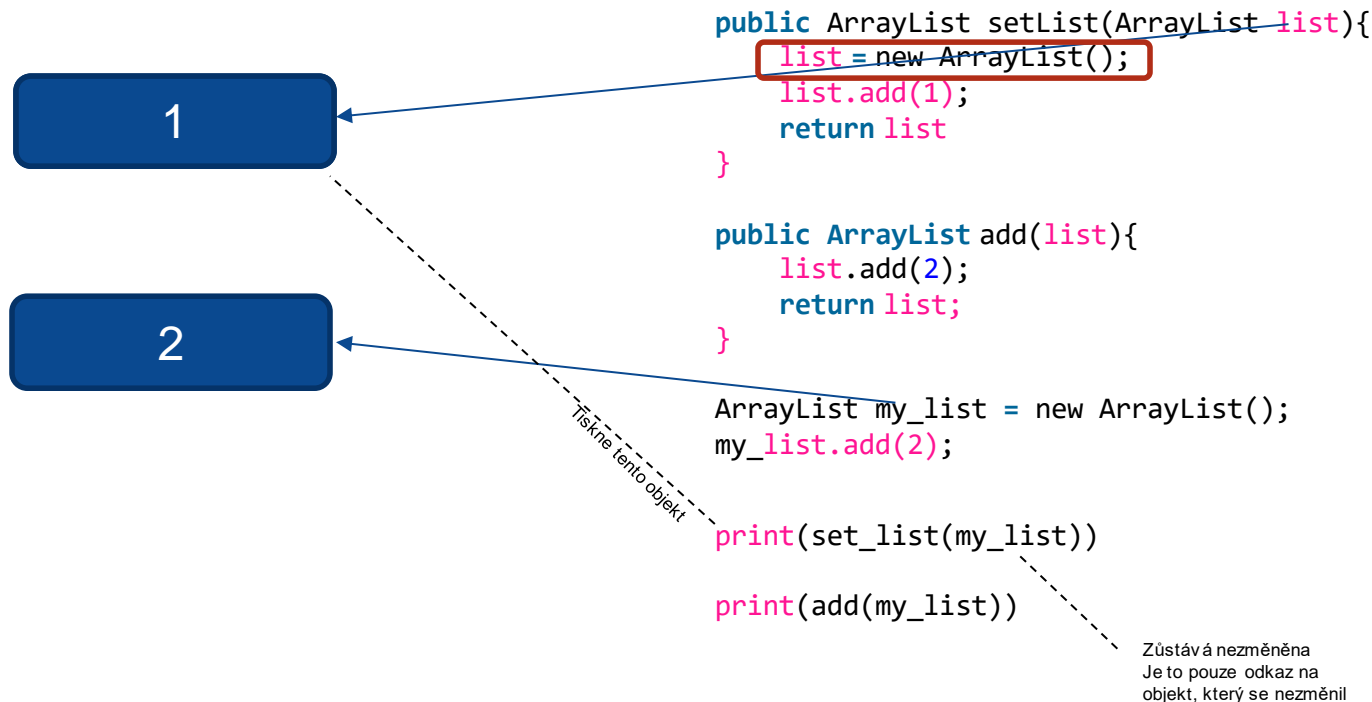 public ArrayList setList(ArrayList list){
list = new ArrayList();
list.add(1);
return list
}
1
public ArrayList add(list){
list.add(2);
return list;
}
2
ArrayList my_list = new ArrayList();
my_list.add(2);
Tiskne tento objekt
print(set_list(my_list))
print(add(my_list))
Zůstává nezměněna
Je to pouze odkaz na
objekt, který se nezměnil